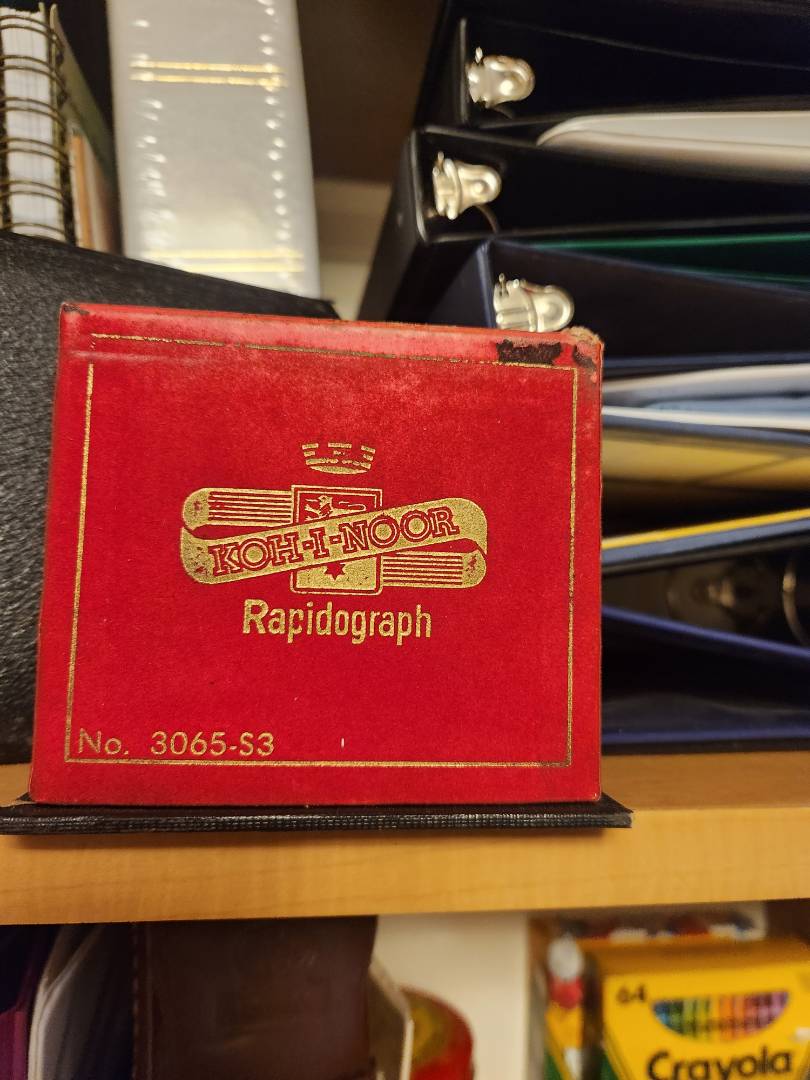 KOH-I-NOOR
Rapidograph
No. 3065-S3
64
Crayola